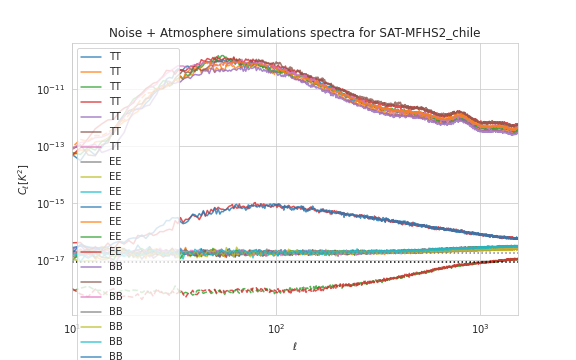 Noise + Atmosphere simulations spectra for SAT-MFHS2_chile
TT
TT
TT
TT
TT
TT
TT
EE
EE
EE
EE
EE
EE
EE
BB
BB
BB
BB
BB
BB
BB
10⁻¹¹
10⁻¹³
10⁻¹⁵
10⁻¹⁷
C_ℓ[K²]
10²
10³
ℓ